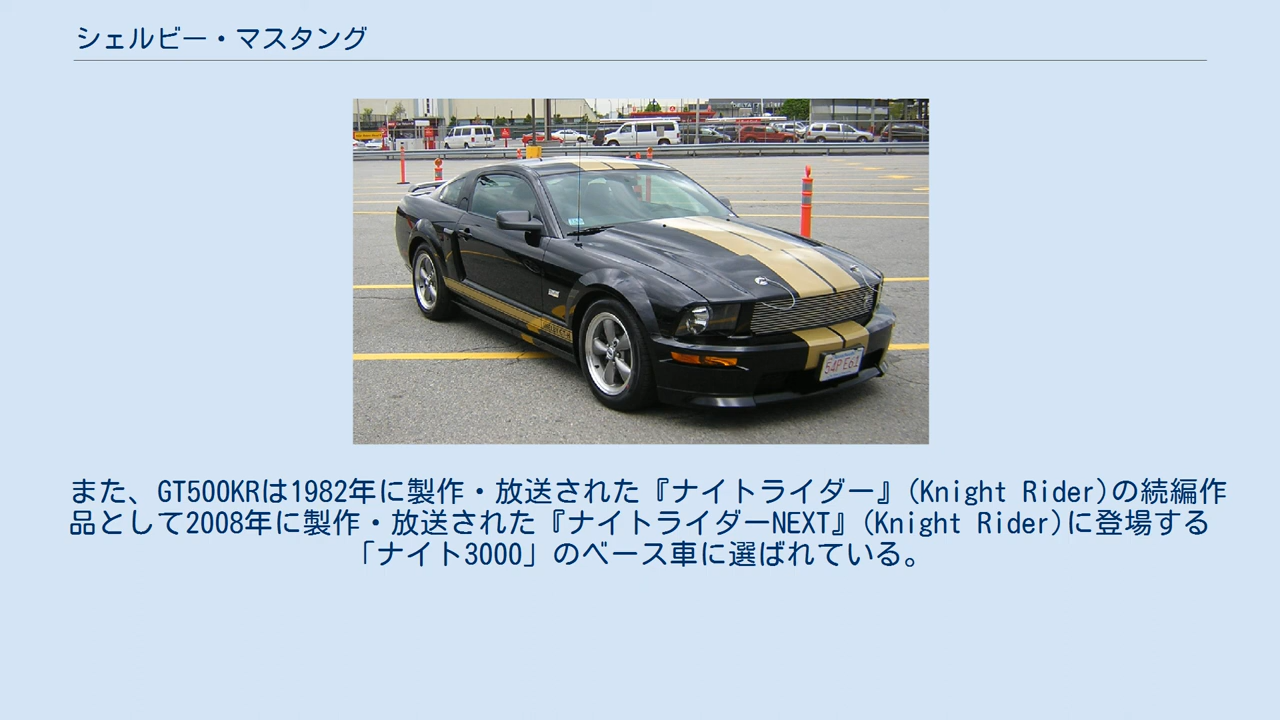 シェルビー・マスタング
また、GT500KRは1982年に製作・放送された『ナイトライダー』(Knight Rider)の続編作
品として2008年に製作・放送された『ナイトライダーNEXT』(Knight Rider)に登場する
「ナイト3000」のベース車に選ばれている。